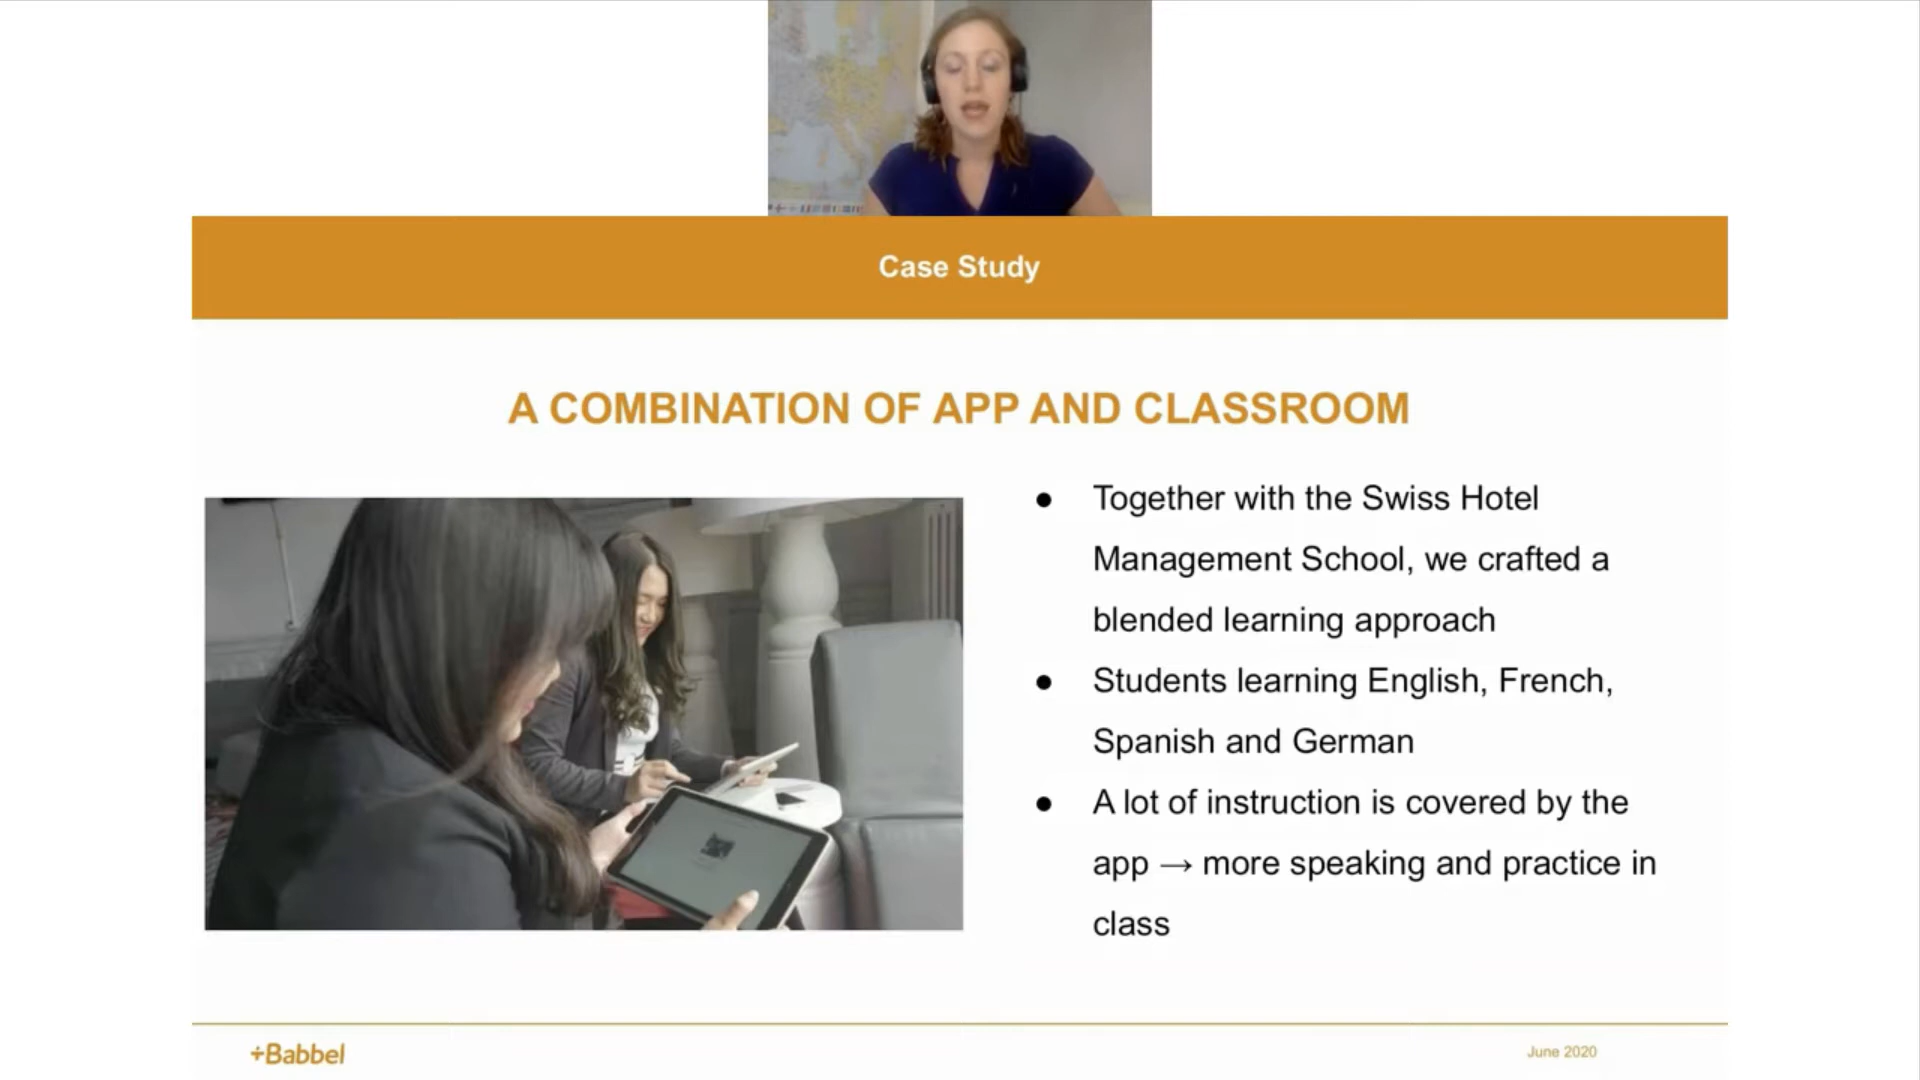 Case Study
A COMBINATION OF APP AND CLASSROOM
● Together with the Swiss Hotel
Management School, we crafted a
blended learning approach
● Students learning English, French,
Spanish and German
● A lot of instruction is covered by the
app → more speaking and practice in
class
+Babbel
June 2020